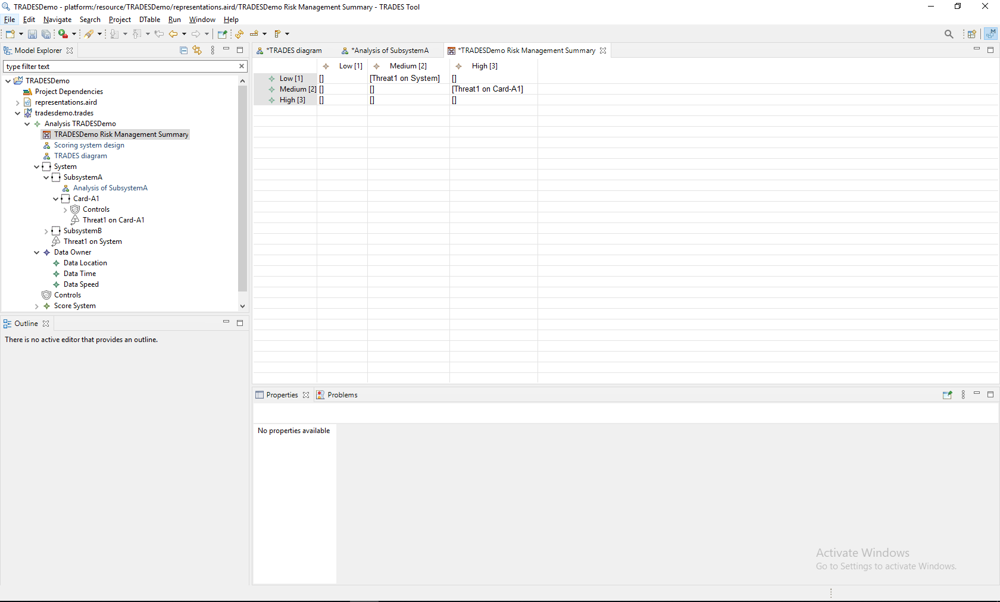 TRADESDemo - platform:/resource/TRADESDemo/representations.aird/TRADESDemo Risk Management Summary - TRADES Tool
File Edit Navigate Search Project DTable Run Window Help
Model Explorer
type filter text
TRADESDemo
Project Dependencies
representations.aird
tradesdemo.trades
Analysis TRADESDemo
TRADESDemo Risk Management Summary
Scoring system design
TRADES diagram
System
SubsystemA
Analysis of SubsystemA
Card-A1
Controls
Threat1 on Card-A1
SubsystemB
Threat1 on System
Data Owner
Data Location
Data Time
Data Speed
Controls
Score System
Outline
There is no active editor that provides an outline.
*TRADES diagram *Analysis of SubsystemA *TRADESDemo Risk Management Summary
Low [1] Medium [2] High [3]
Low [1] [] [Threat1 on System] []
Medium [2] [] [] [Threat1 on Card-A1]
High [3] [] [] []
Properties Problems
No properties available
Activate Windows
Go to Settings to activate Windows.